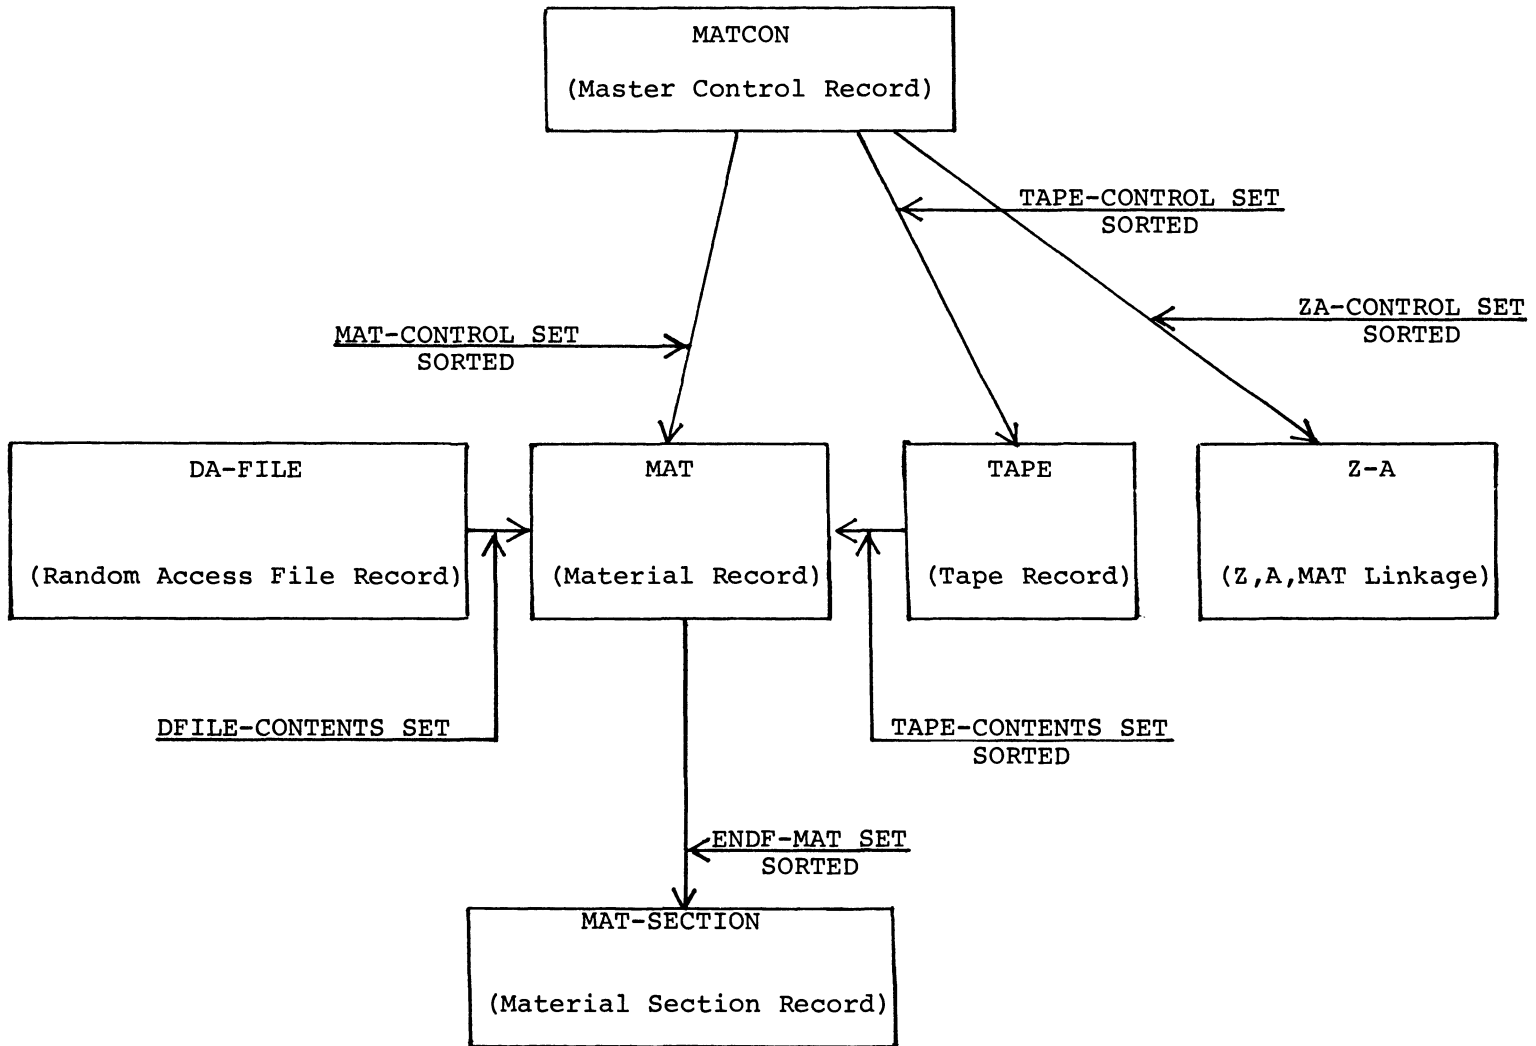 MATCON
(Master Control Record)
TAPE-CONTROL SET
SORTED
ZA-CONTROL SET
SORTED
MAT-CONTROL SET
SORTED
DA-FILE
(Random Access File Record)
MAT
(Material Record)
TAPE
(Tape Record)
Z-A
(Z,A,MAT Linkage)
DFILE-CONTENTS SET
TAPE-CONTENTS SET
SORTED
ENDF-MAT SET
SORTED
MAT-SECTION
(Material Section Record)